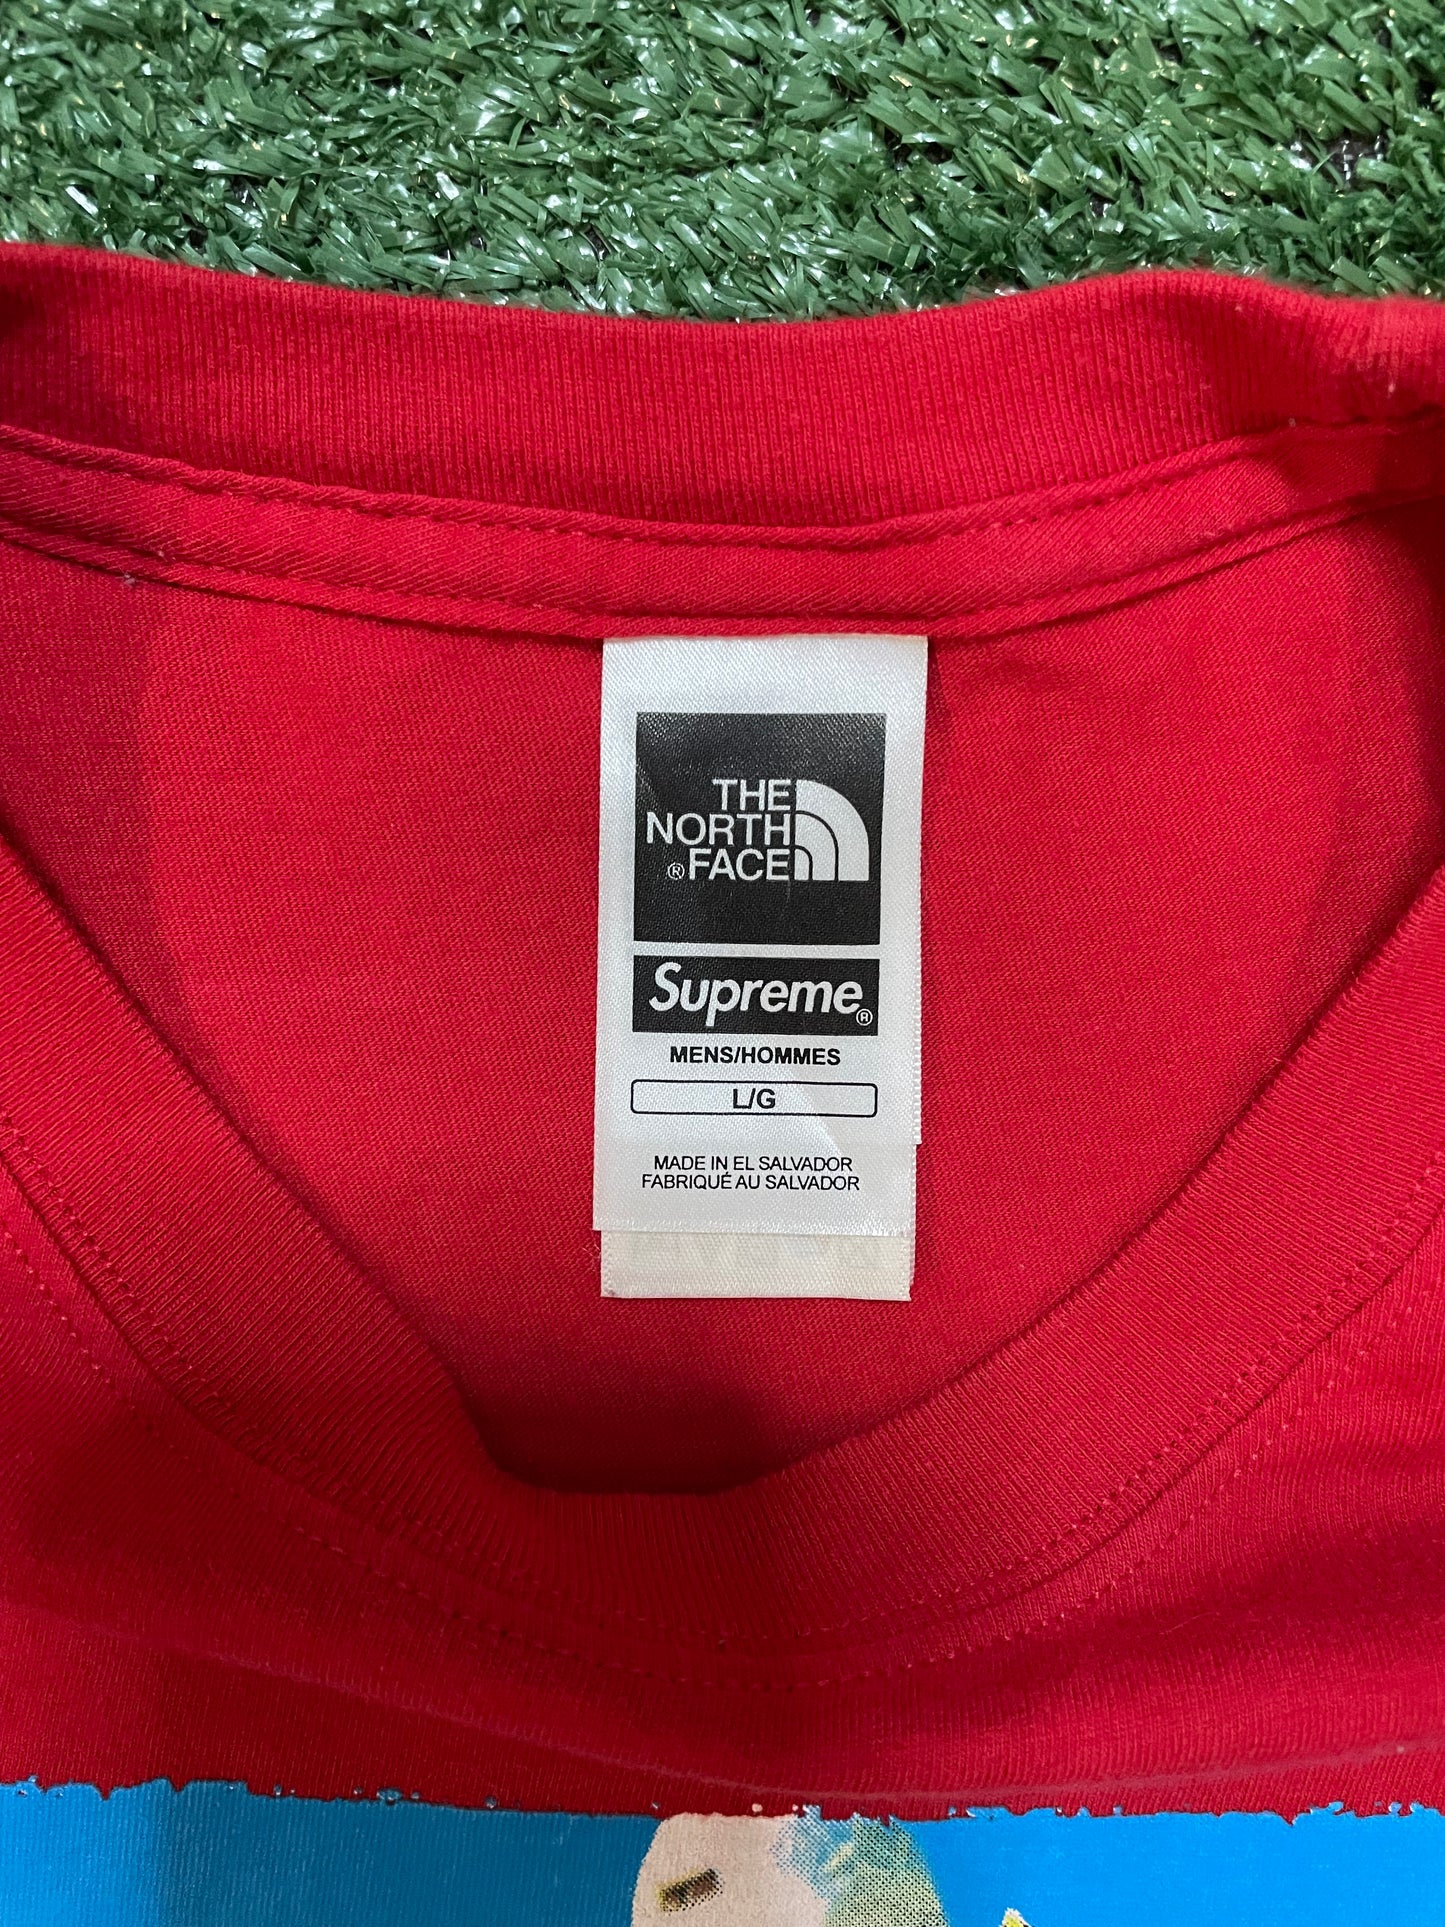 THE
NORTH
® FACE
Supreme®
MENS/HOMMES
L/G
MADE IN EL SALVADOR
FABRIQUÉ AU SALVADOR